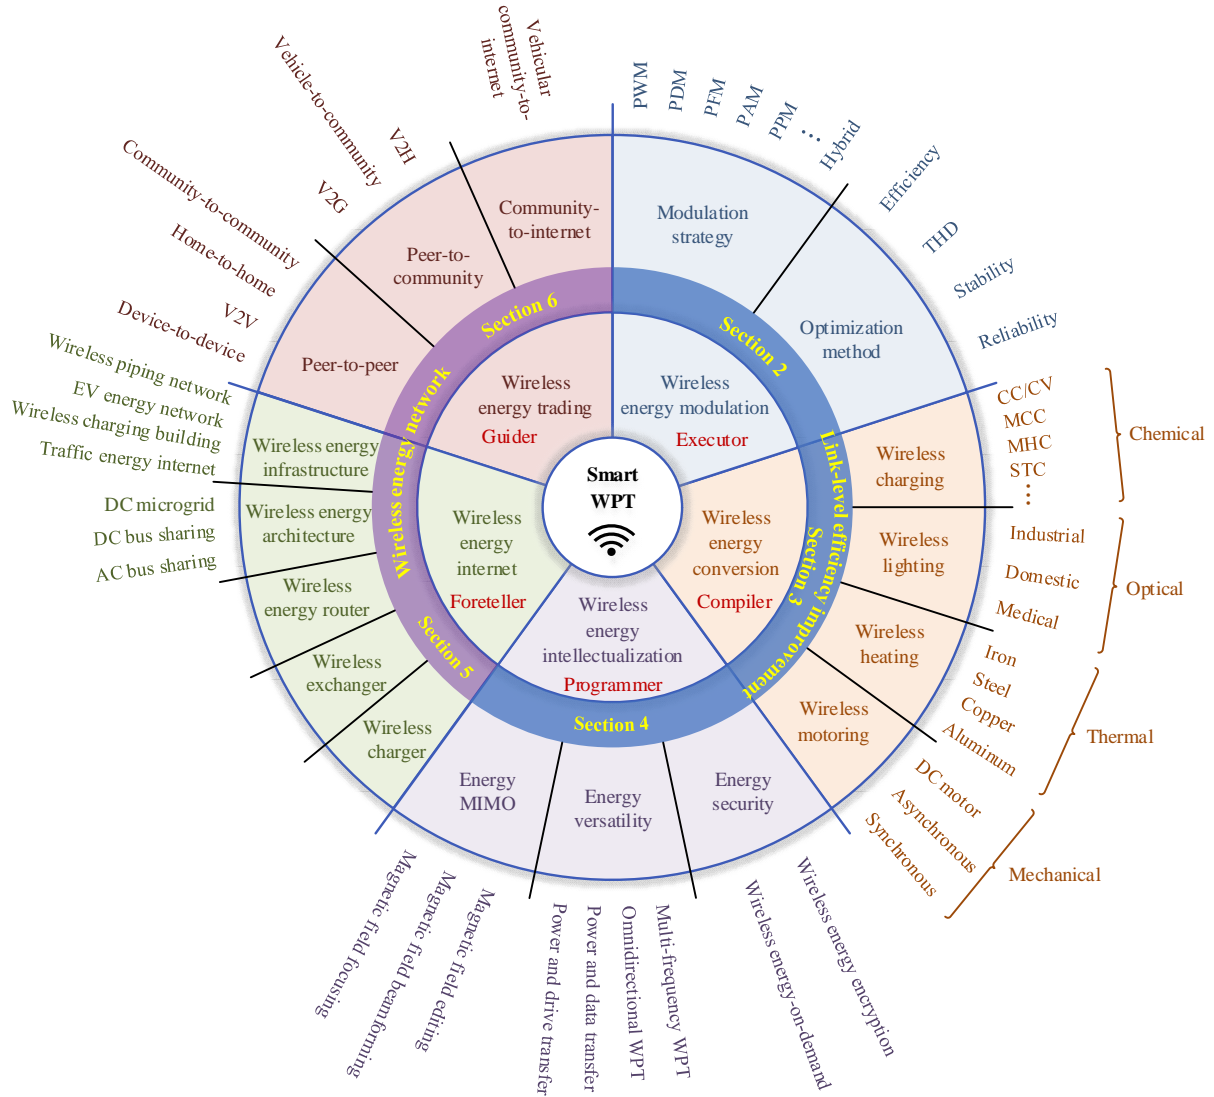 Smart
WPT
Wireless
energy modulation
Executor
Wireless
energy
conversion
Compiler
Wireless
energy
intellectualization
Programmer
Wireless
energy
internet
Foreteller
Wireless
energy trading
Guider
Section 2
Link-level efficiency improvement
Section 3
Section 4
Section 5
Wireless energy network
Section 6
Modulation
strategy
PWM
PDM
PFM
PAM
PPM
...
Hybrid
Optimization
method
Efficiency
THD
Stability
Reliability
Wireless
charging
CC/CV
MCC
MHC
STC
...
Chemical
Wireless
lighting
Industrial
Domestic
Medical
Optical
Wireless
heating
Iron
Steel
Copper
Aluminum
Thermal
Wireless
motoring
DC motor
Asynchronous
Synchronous
Mechanical
Energy
security
Wireless energy encryption
Wireless energy-on-demand
Energy
versatility
Multi-frequency WPT
Omnidirectional WPT
Power and data transfer
Power and drive transfer
Energy
MIMO
Magnetic field editing
Magnetic field beamforming
Magnetic field focusing
Wireless
charger
Wireless
exchanger
Wireless
energy router
Wireless energy
architecture
DC microgrid
DC bus sharing
AC bus sharing
Wireless energy
infrastructure
Wireless piping network
EV energy network
Wireless charging building
Traffic energy internet
Peer-to-peer
Community-to-community
Home-to-home
V2V
Device-to-device
Peer-to-
community
Vehicle-to-community
V2H
V2G
Community-
to-internet
Vehicular
community-to-
internet